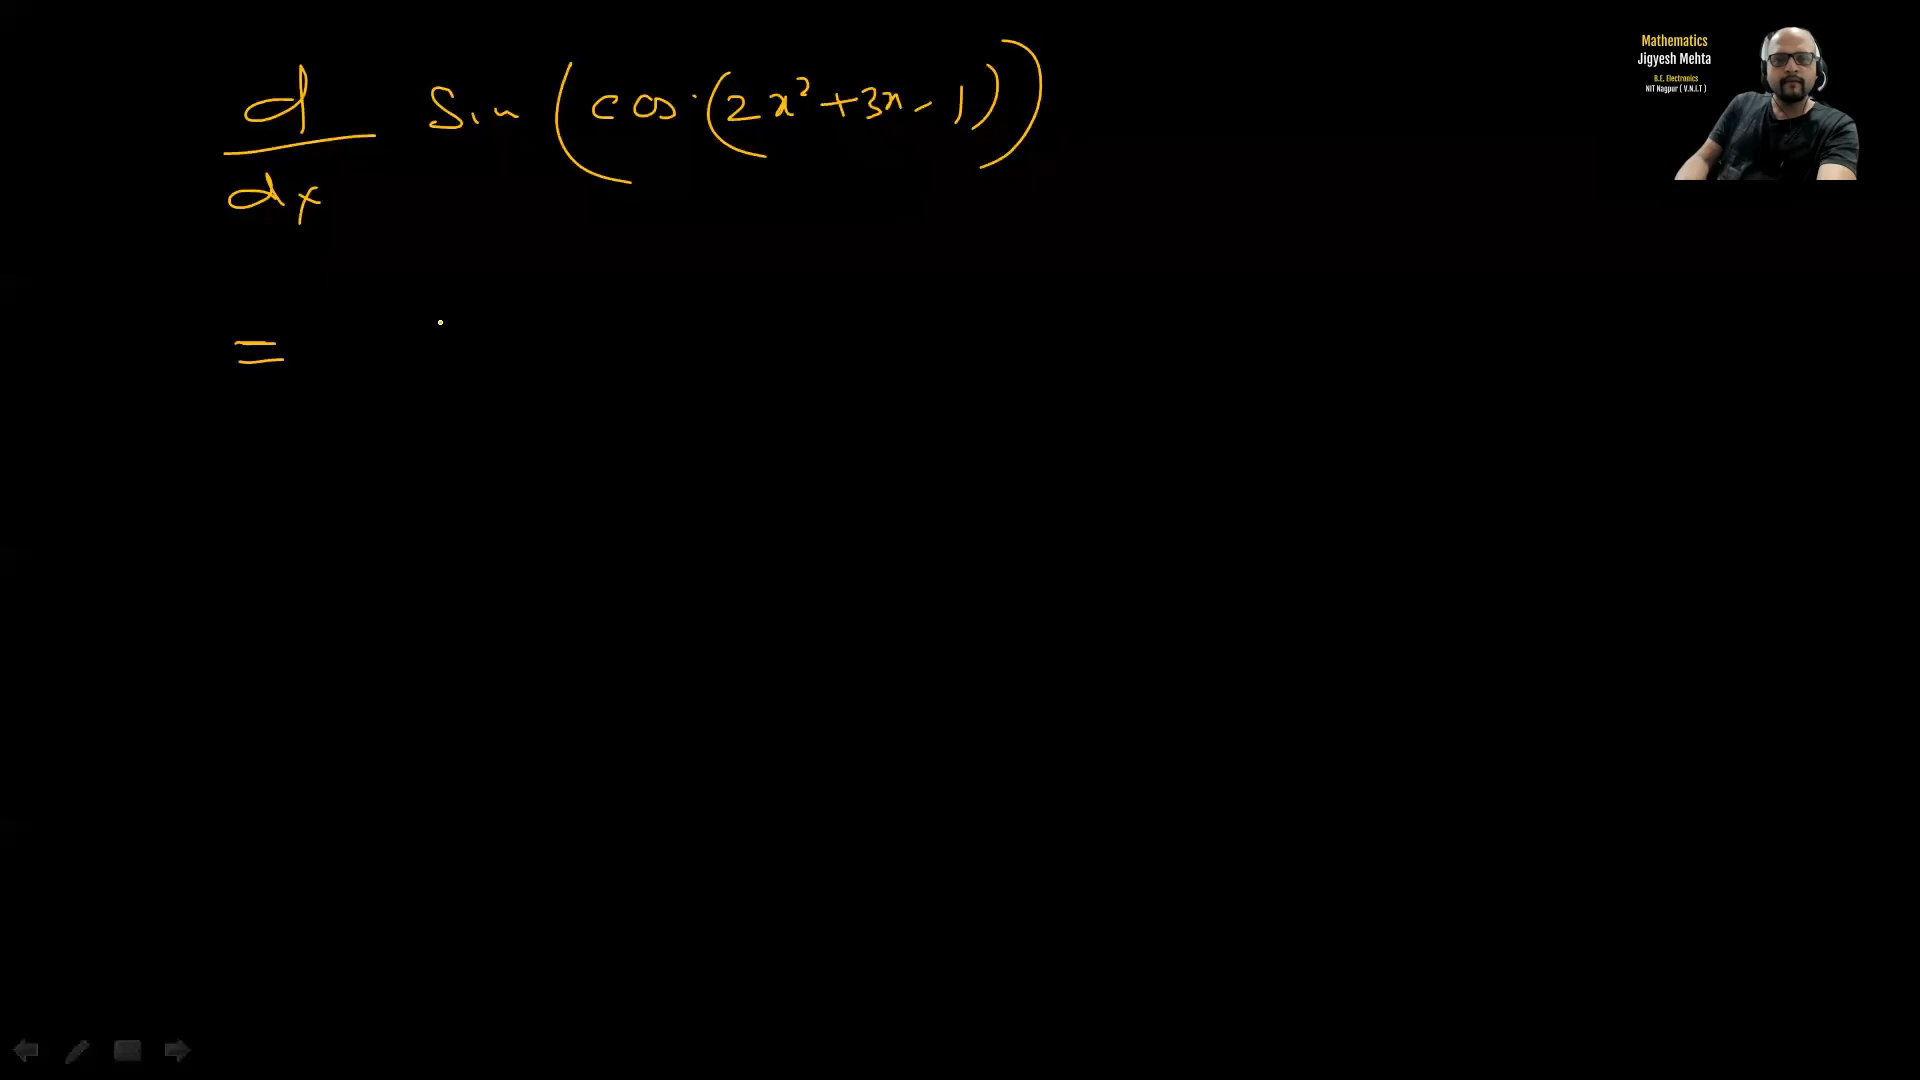 d/dx Sin (cos (2x²+3x-1))
=
Mathematics
Jigyesh Mehta
B.E. Electronics
NIT Nagpur ( V.N.I.T )